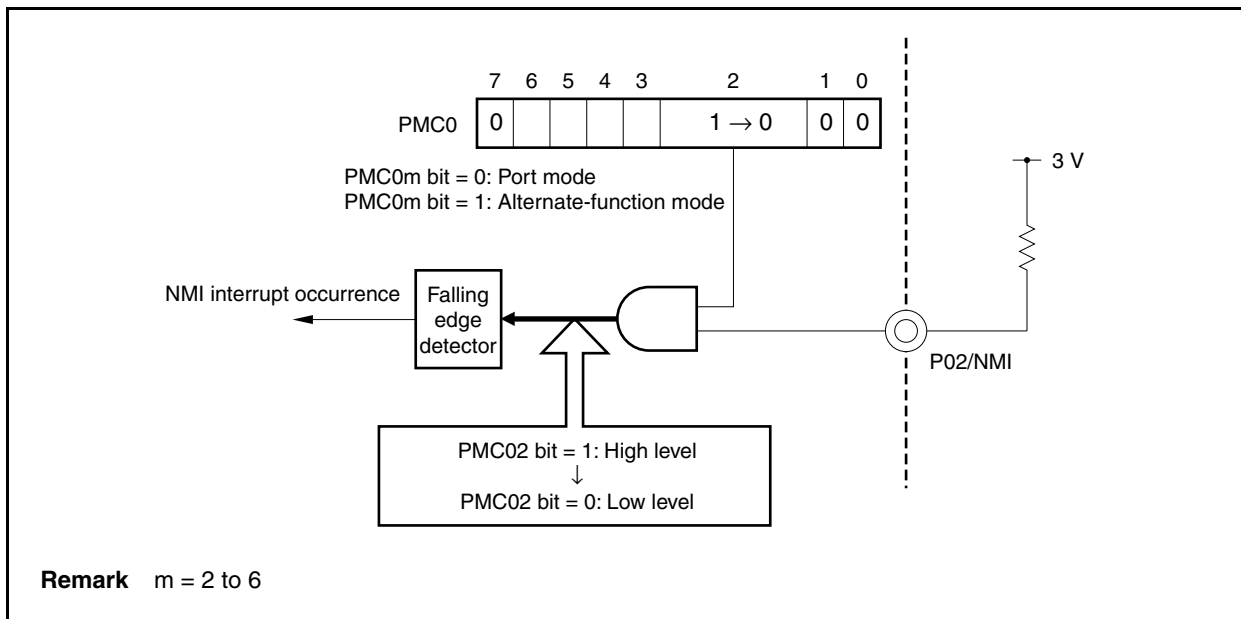 7 6 5 4 3 2 1 0
PMC0 0 1 → 0 0 0
3 V
PMC0m bit = 0: Port mode
PMC0m bit = 1: Alternate-function mode
NMI interrupt occurrence
Falling
edge
detector
P02/NMI
PMC02 bit = 1: High level
↓
PMC02 bit = 0: Low level
Remark m = 2 to 6